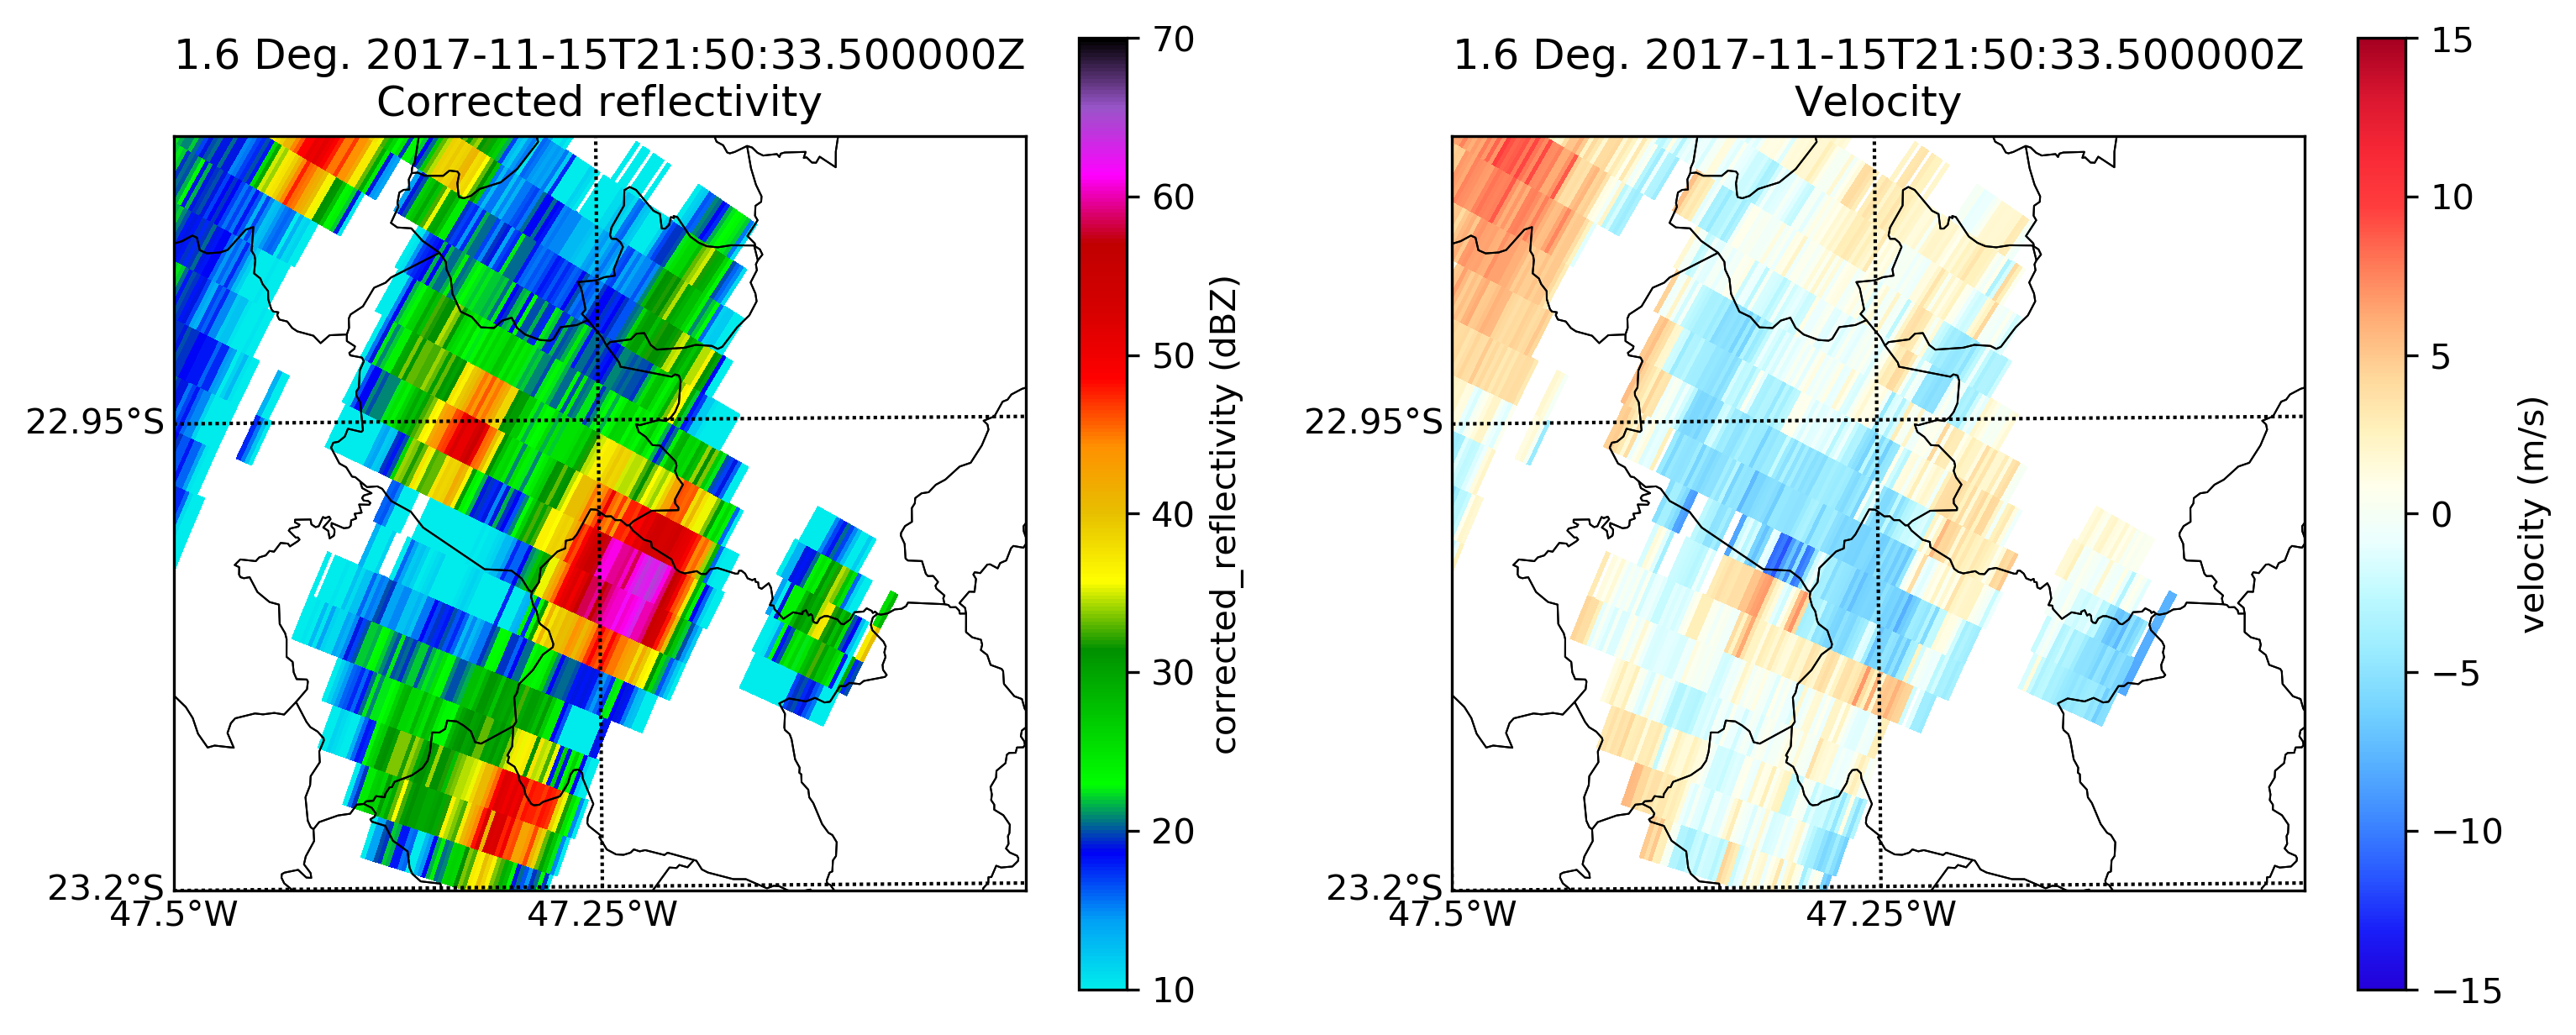 1.6 Deg. 2017-11-15T21:50:33.500000Z
Corrected reflectivity
22.95°S
23.2°S
47.5°W
47.25°W
70
60
50
40
30
20
10
corrected_reflectivity (dBZ)
1.6 Deg. 2017-11-15T21:50:33.500000Z
Velocity
22.95°S
23.2°S
47.5°W
47.25°W
15
10
5
0
−5
−10
−15
velocity (m/s)